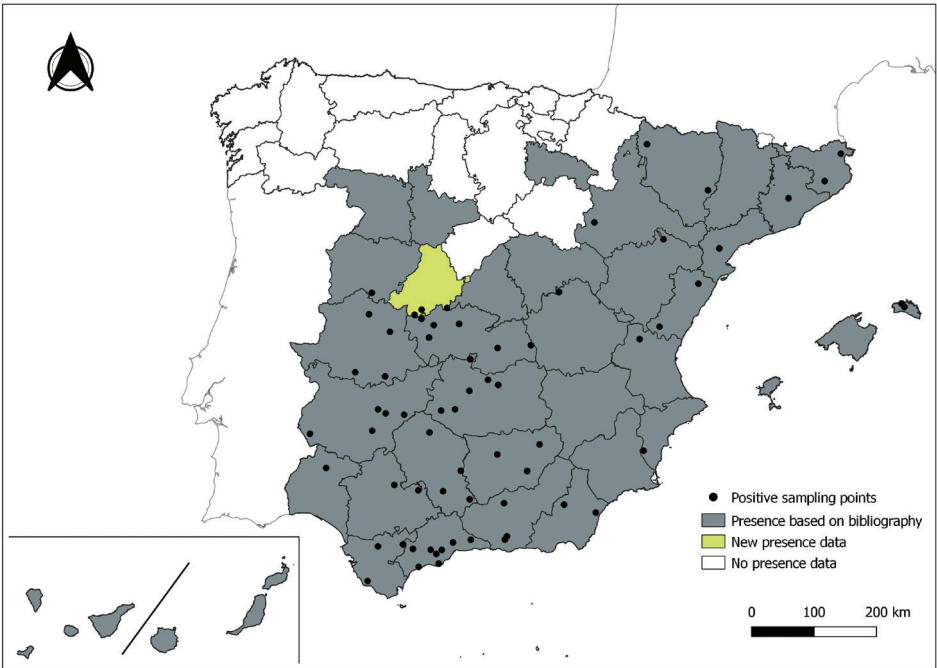 Positive sampling points
Presence based on bibliography
New presence data
No presence data
0 100 200 km